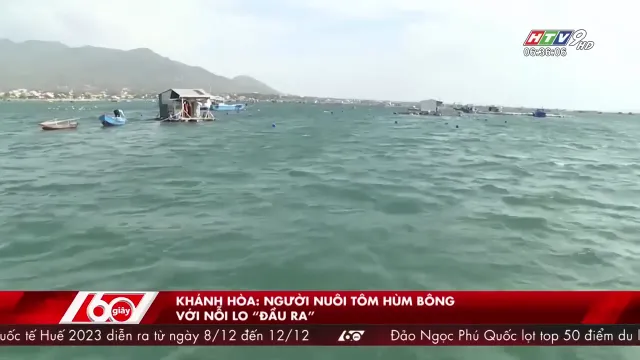 HTV9 HD
06:36:06
60 giây
KHÁNH HÒA: NGƯỜI NUÔI TÔM HÙM BÔNG
VỚI NỖI LO “ĐẦU RA”
uốc tế Huế 2023 diễn ra từ ngày 8/12 đến 12/12 60 Đảo Ngọc Phú Quốc lọt top 50 điểm du l